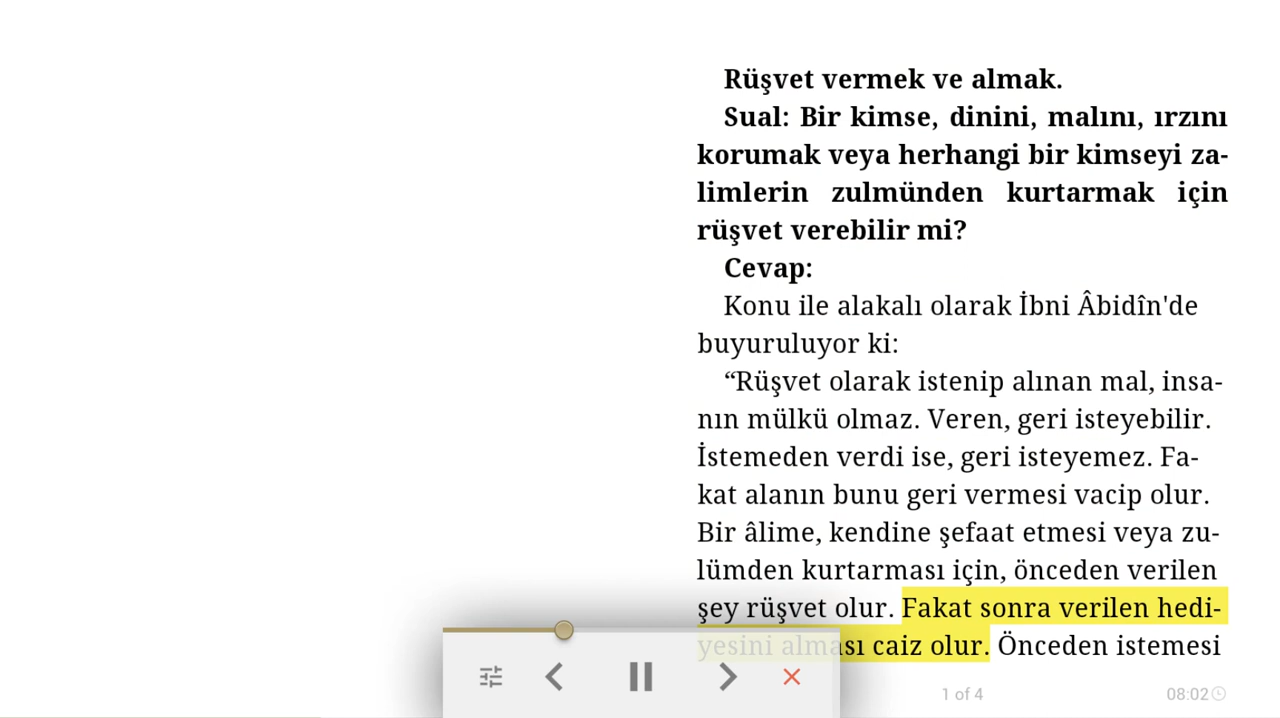 Rüşvet vermek ve almak.
Sual: Bir kimse, dinini, malını, ırzını
korumak veya herhangi bir kimseyi za-
limlerin zulmünden kurtarmak için
rüşvet verebilir mi?
Cevap:
Konu ile alakalı olarak İbni Âbidîn'de
buyuruluyor ki:
“Rüşvet olarak istenip alınan mal, insa-
nın mülkü olmaz. Veren, geri isteyebilir.
İstemeden verdi ise, geri isteyemez. Fa-
kat alanın bunu geri vermesi vacip olur.
Bir âlime, kendine şefaat etmesi veya zu-
lümden kurtarması için, önceden verilen
şey rüşvet olur. Fakat sonra verilen hedi-
yesini alması caiz olur. Önceden istemesi
1 of 4
08:02